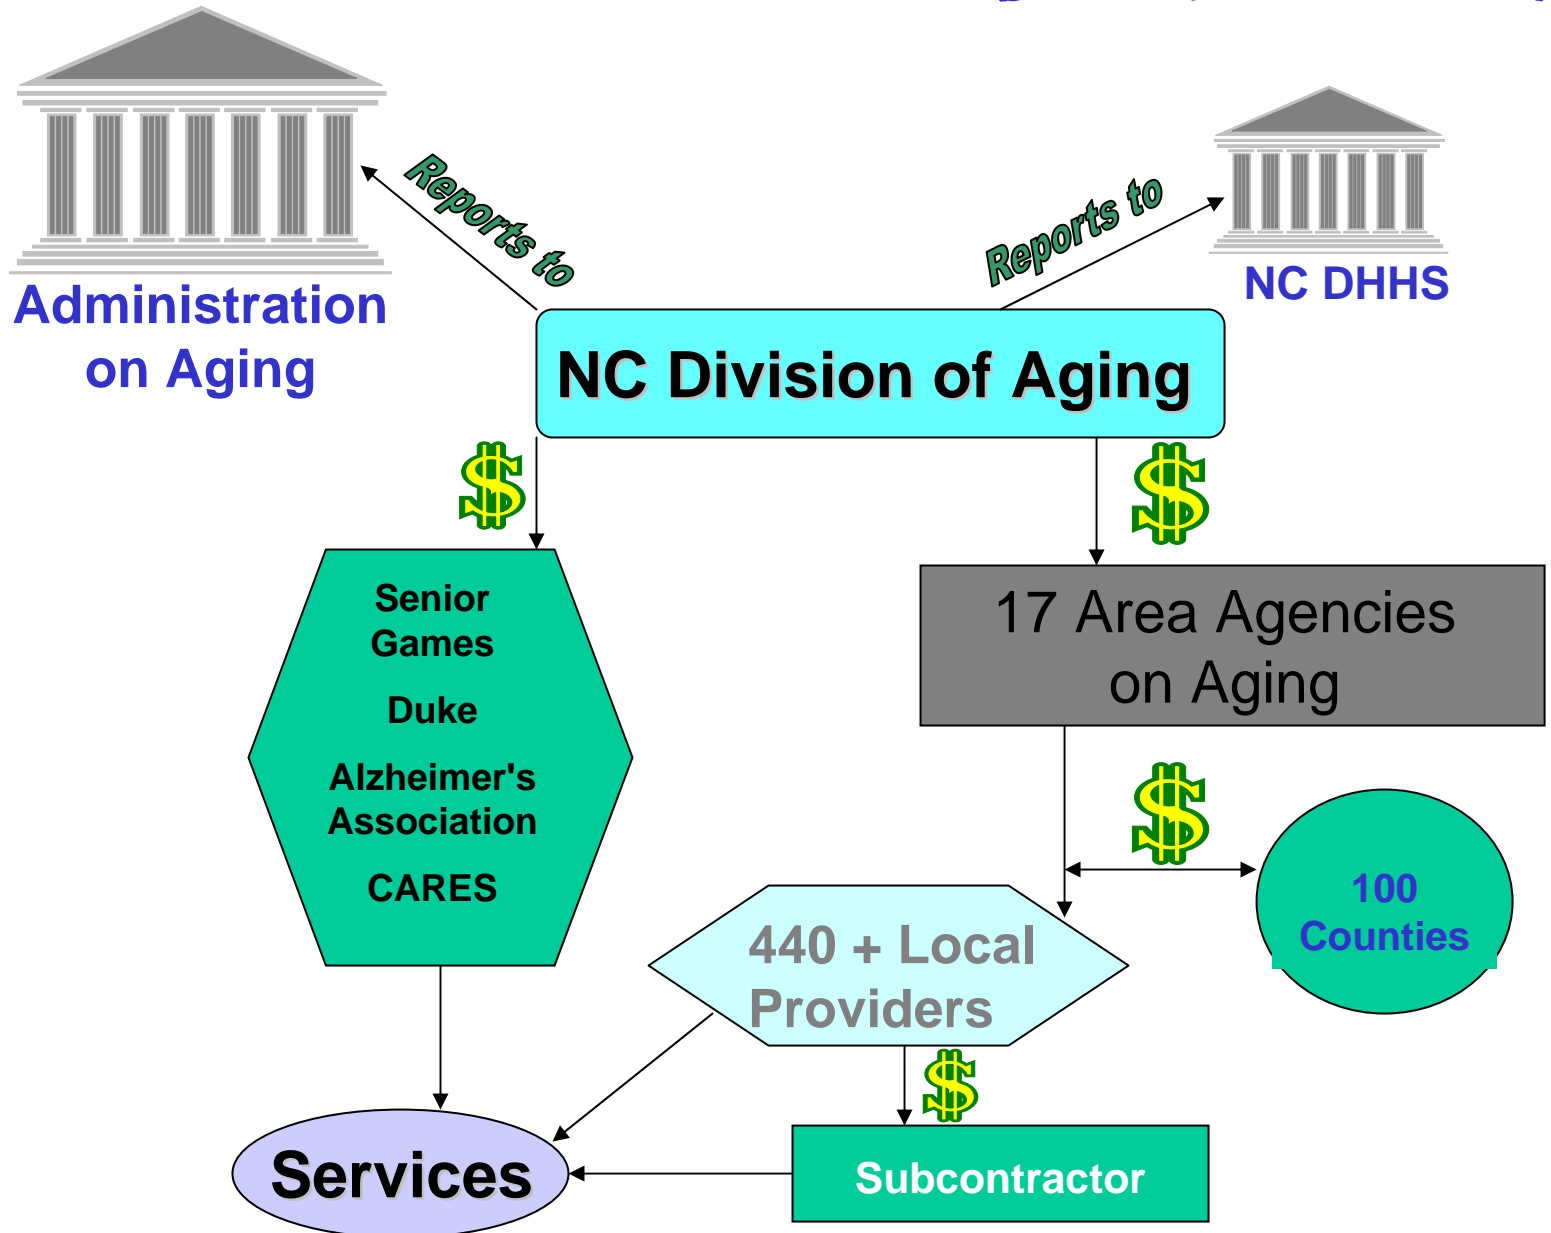 Reports to
Reports to
Administration
on Aging
NC DHHS
NC Division of Aging
$
$
Senior
Games
Duke
Alzheimer's
Association
CARES
17 Area Agencies
on Aging
$
100
Counties
440 + Local
Providers
$
Services
Subcontractor